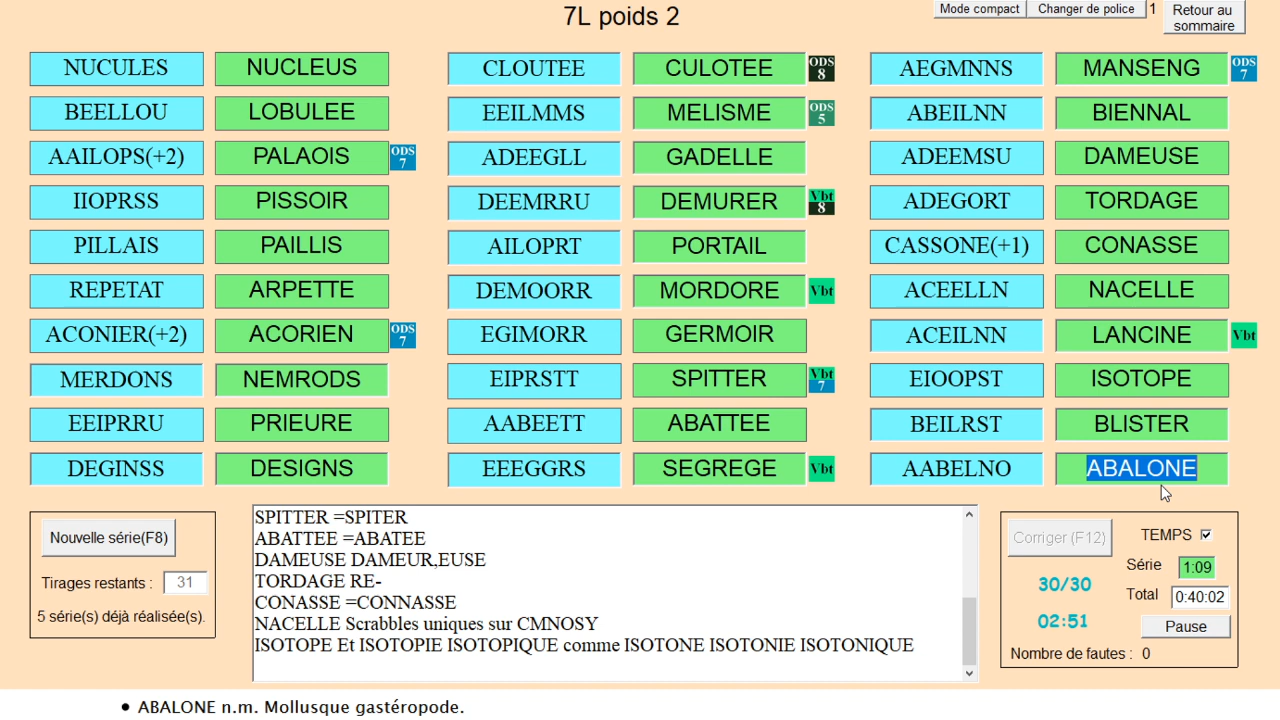 7L poids 2
Mode compact
Changer de police
1
Retour au
sommaire
NUCULES NUCLEUS
BEELLOU LOBULEE
AAILOPS(+2) PALAOIS ODS 7
IIOPRSS PISSOIR
PILLAIS PAILLIS
REPETAT ARPETTE
ACONIER(+2) ACORIEN ODS 7
MERDONS NEMRODS
EEIPRRU PRIEURE
DEGINSS DESIGNS
CLOUTEE CULOTEE ODS 8
EEILMMS MELISME ODS 5
ADEEGLL GADELLE
DEEMRRU DEMURER Vbt 8
AILOPRT PORTAIL
DEMOORR MORDORE Vbt
EGIMORR GERMOIR
EIPRSTT SPITTER Vbt 7
AABEETT ABATTEE
EEEGGRS SEGREGE Vbt
AEGMNNS MANSENG ODS 7
ABEILNN BIENNAL
ADEEMSU DAMEUSE
ADEGORT TORDAGE
CASSONE(+1) CONASSE
ACEELLN NACELLE
ACEILNN LANCINE Vbt
EIOOPST ISOTOPE
BEILRST BLISTER
AABELNO ABALONE
Nouvelle série(F8)
Tirages restants : 31
5 série(s) déjà réalisée(s).
SPITTER =SPITER
ABATTEE =ABATEE
DAMEUSE DAMEUR,EUSE
TORDAGE RE-
CONASSE =CONNASSE
NACELLE Scrabbles uniques sur CMNOSY
ISOTOPE Et ISOTOPIE ISOTOPIQUE comme ISOTONE ISOTONIE ISOTONIQUE
Corriger (F12)
TEMPS
Série 1:09
30/30
Total 0:40:02
02:51
Pause
Nombre de fautes : 0
• ABALONE n.m. Mollusque gastéropode.